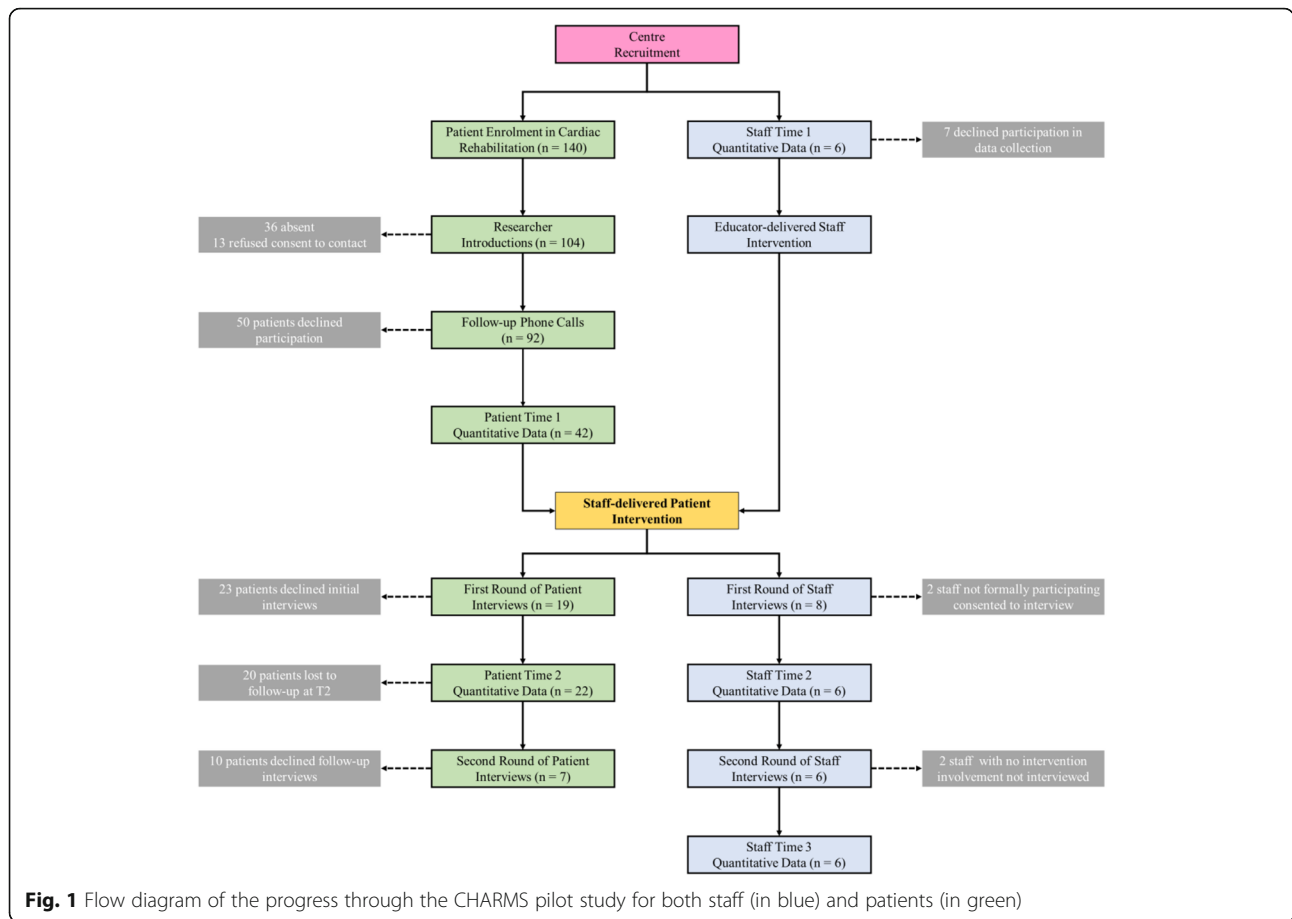 Centre
Recruitment
Patient Enrolment in Cardiac
Rehabilitation (n = 140)
Staff Time 1
Quantitative Data (n = 6)
7 declined participation in
data collection
36 absent
13 refused consent to contact
Researcher
Introductions (n = 104)
Educator-delivered Staff
Intervention
50 patients declined
participation
Follow-up Phone Calls
(n = 92)
Patient Time 1
Quantitative Data (n = 42)
Staff-delivered Patient
Intervention
23 patients declined initial
interviews
First Round of Patient
Interviews (n = 19)
First Round of Staff
Interviews (n = 8)
2 staff not formally participating
consented to interview
20 patients lost to
follow-up at T2
Patient Time 2
Quantitative Data (n = 22)
Staff Time 2
Quantitative Data (n = 6)
10 patients declined follow-up
interviews
Second Round of Patient
Interviews (n = 7)
Second Round of Staff
Interviews (n = 6)
2 staff with no intervention
involvement not interviewed
Staff Time 3
Quantitative Data (n = 6)
Fig. 1 Flow diagram of the progress through the CHARMS pilot study for both staff (in blue) and patients (in green)